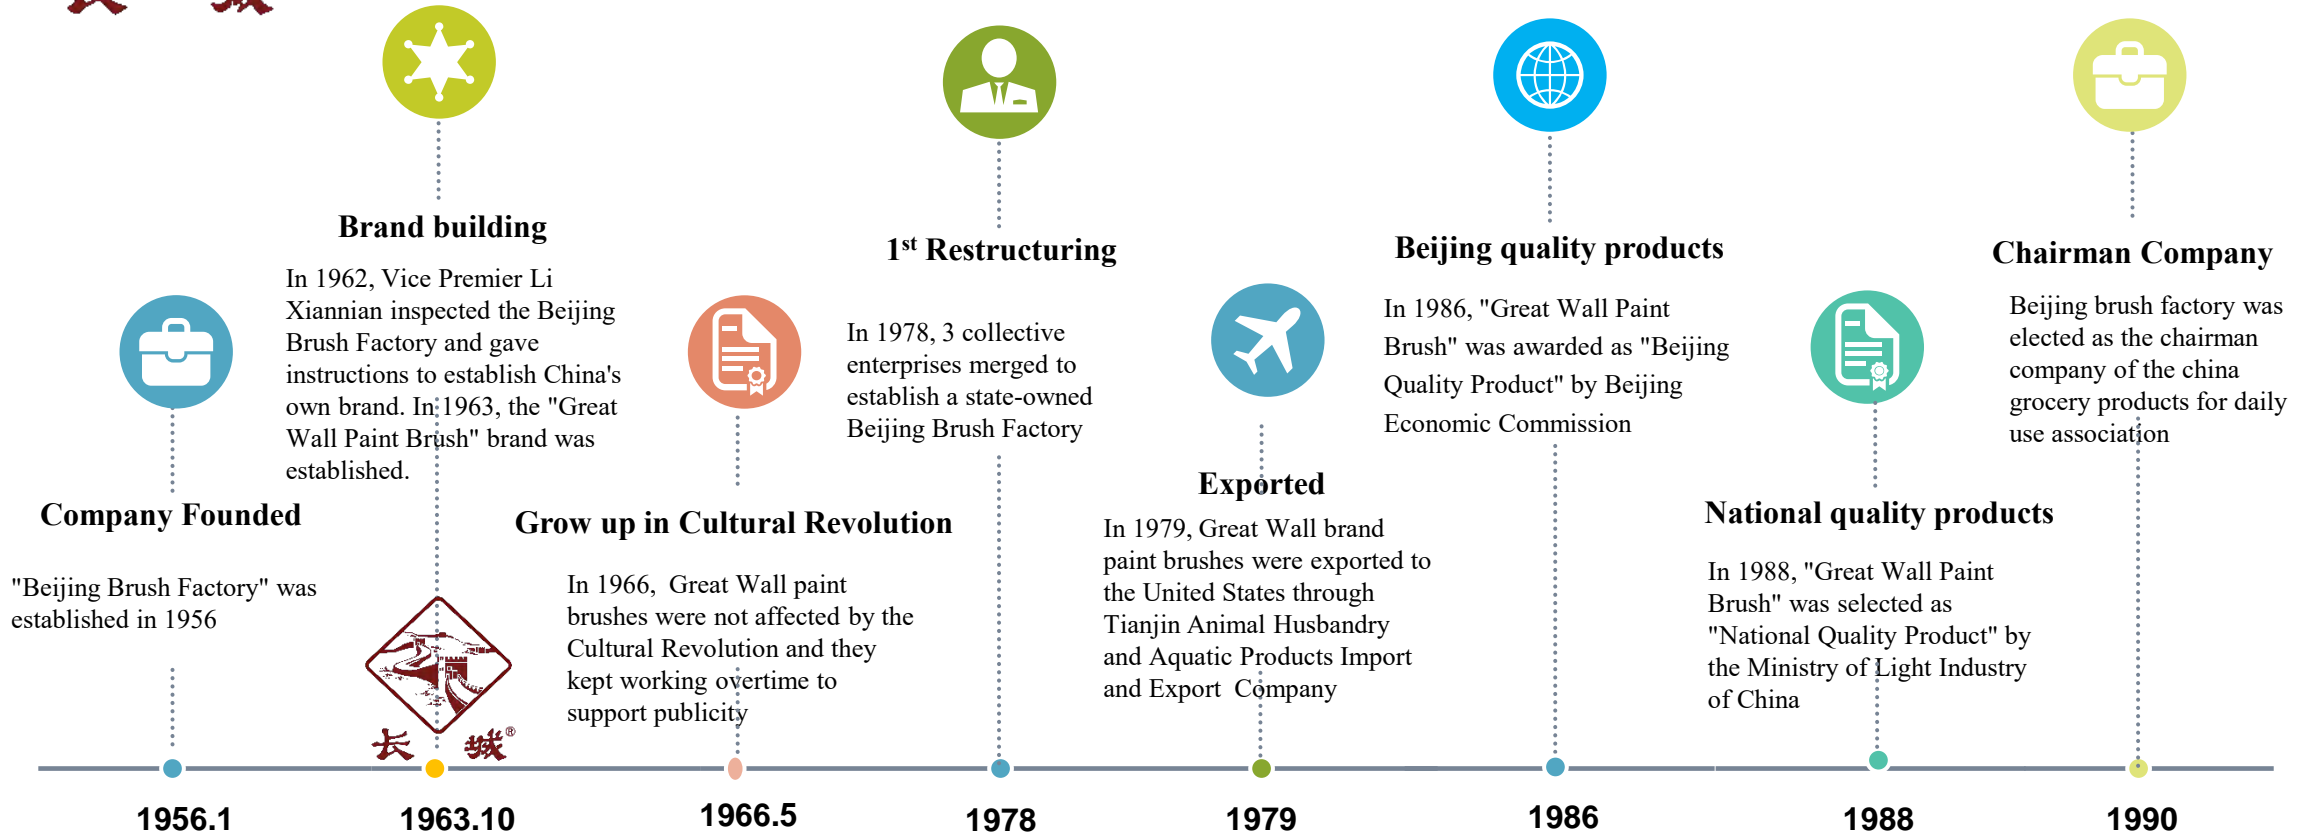 长 城
Brand building
In 1962, Vice Premier Li
Xiannian inspected the Beijing
Brush Factory and gave
instructions to establish China's
own brand. In 1963, the "Great
Wall Paint Brush" brand was
established.
1st Restructuring
In 1978, 3 collective
enterprises merged to
establish a state-owned
Beijing Brush Factory
Beijing quality products
In 1986, "Great Wall Paint
Brush" was awarded as "Beijing
Quality Product" by Beijing
Economic Commission
Chairman Company
Beijing brush factory was
elected as the chairman
company of the china
grocery products for daily
use association
Company Founded
"Beijing Brush Factory" was
established in 1956
长 城®
Grow up in Cultural Revolution
In 1966, Great Wall paint
brushes were not affected by the
Cultural Revolution and they
kept working overtime to
support publicity
Exported
In 1979, Great Wall brand
paint brushes were exported to
the United States through
Tianjin Animal Husbandry
and Aquatic Products Import
and Export Company
National quality products
In 1988, "Great Wall Paint
Brush" was selected as
"National Quality Product" by
the Ministry of Light Industry
of China
1956.1
1963.10
1966.5
1978
1979
1986
1988
1990